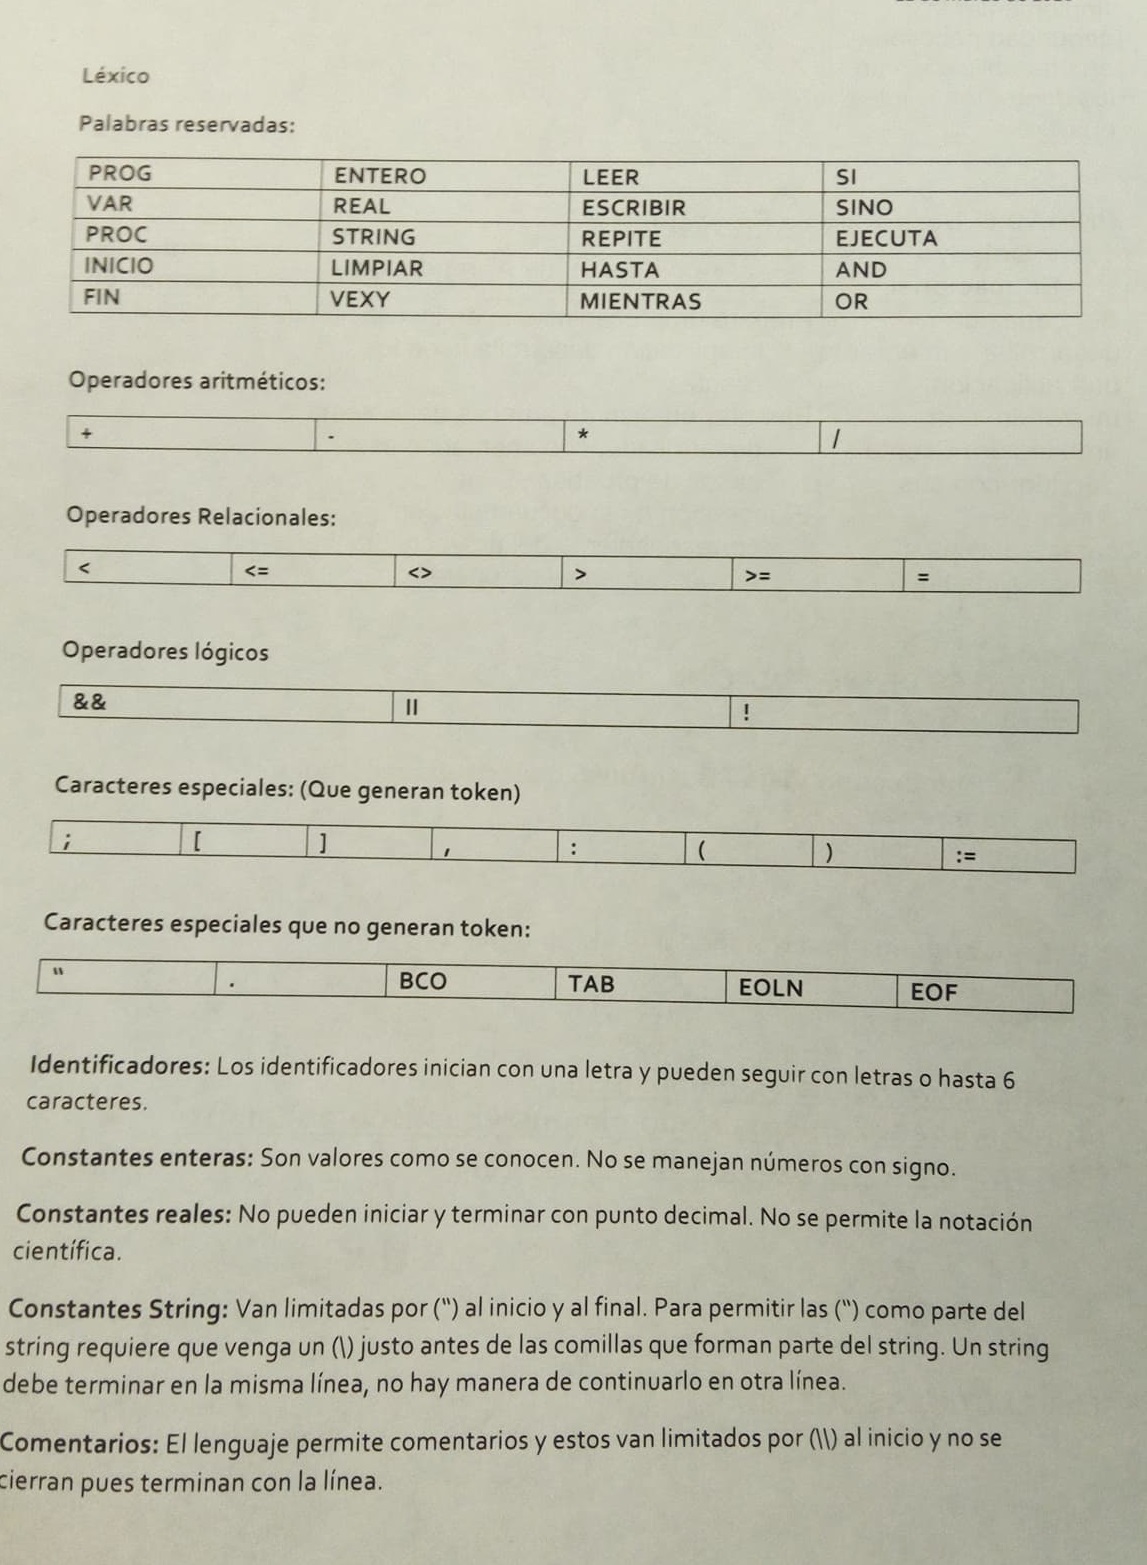 Léxico
Palabras reservadas:
PROG ENTERO LEER SI
VAR REAL ESCRIBIR SINO
PROC STRING REPITE EJECUTA
INICIO LIMPIAR HASTA AND
FIN VEXY MIENTRAS OR
Operadores aritméticos:
+ - * /
Operadores Relacionales:
< <= <> > >= =
Operadores lógicos
&& || !
Caracteres especiales: (Que generan token)
; [ ] , : ( ) :=
Caracteres especiales que no generan token:
" . BCO TAB EOLN EOF
Identificadores: Los identificadores inician con una letra y pueden seguir con letras o hasta 6
caracteres.
Constantes enteras: Son valores como se conocen. No se manejan números con signo.
Constantes reales: No pueden iniciar y terminar con punto decimal. No se permite la notación
científica.
Constantes String: Van limitadas por (") al inicio y al final. Para permitir las (") como parte del
string requiere que venga un (\) justo antes de las comillas que forman parte del string. Un string
debe terminar en la misma línea, no hay manera de continuarlo en otra línea.
Comentarios: El lenguaje permite comentarios y estos van limitados por (\\) al inicio y no se
cierran pues terminan con la línea.